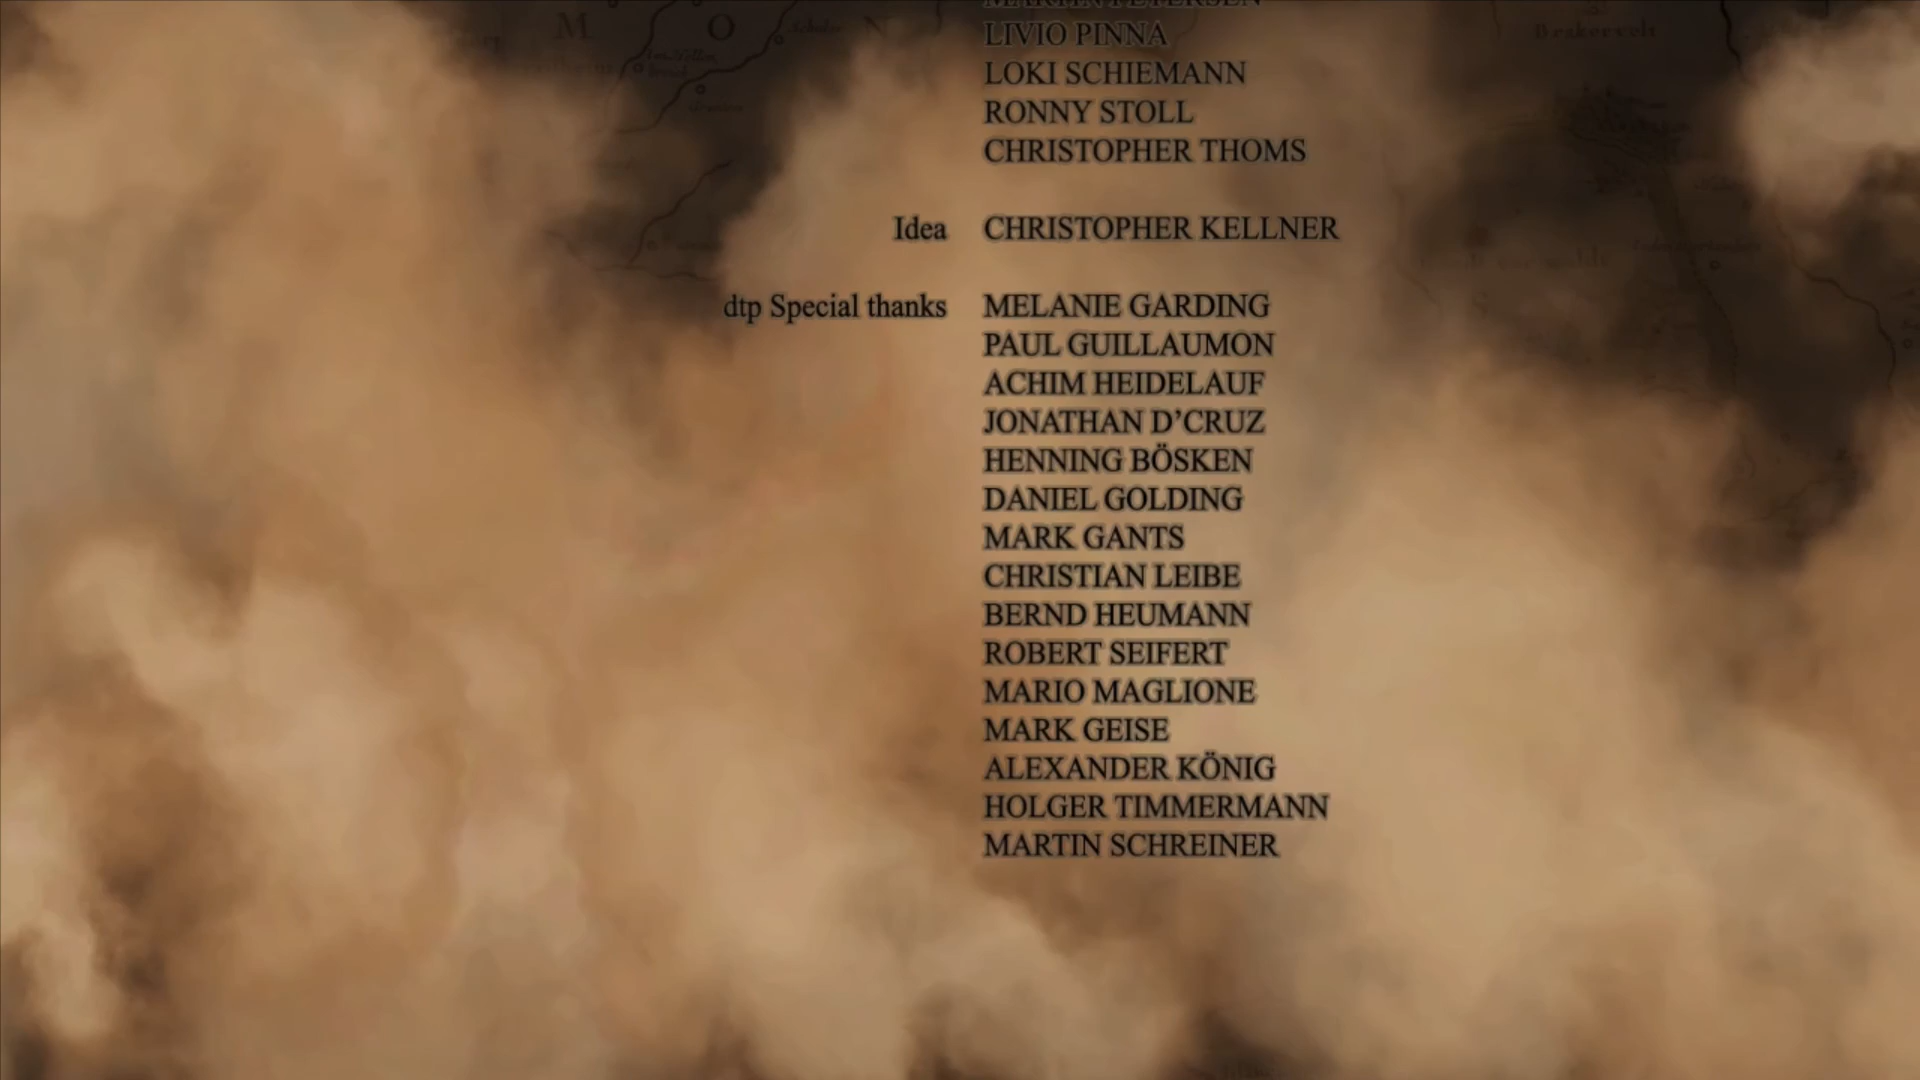 MARTIN PETERSEN
LIVIO PINNA
LOKI SCHIEMANN
RONNY STOLL
CHRISTOPHER THOMS
Idea CHRISTOPHER KELLNER
dtp Special thanks MELANIE GARDING
PAUL GUILLAUMON
ACHIM HEIDELAUF
JONATHAN D’CRUZ
HENNING BÖSKEN
DANIEL GOLDING
MARK GANTS
CHRISTIAN LEIBE
BERND HEUMANN
ROBERT SEIFERT
MARIO MAGLIONE
MARK GEISE
ALEXANDER KÖNIG
HOLGER TIMMERMANN
MARTIN SCHREINER